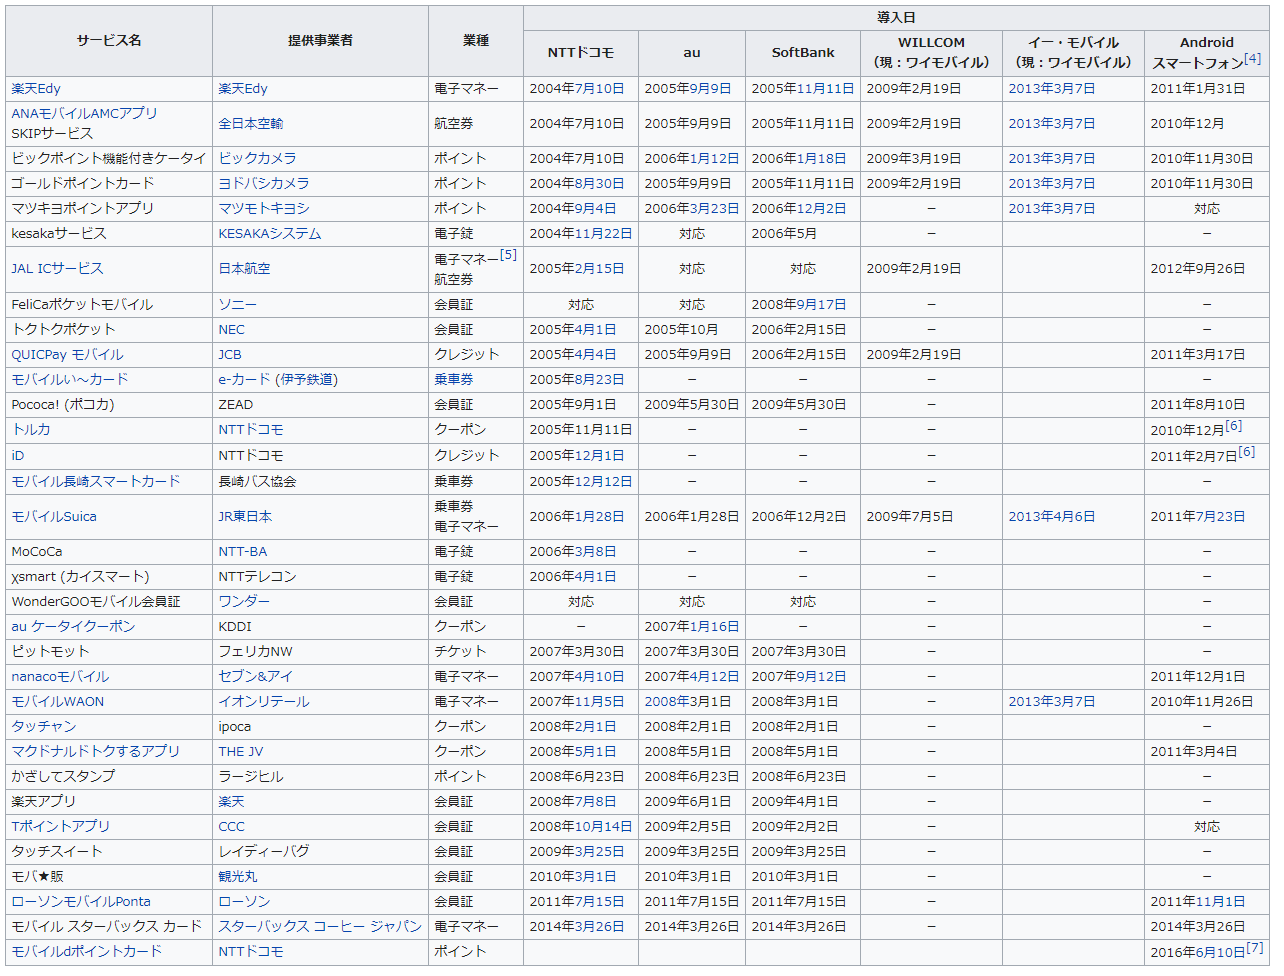 サービス名 提供事業者 業種 導入日
NTTドコモ au SoftBank WILLCOM（現：ワイモバイル） イー・モバイル（現：ワイモバイル） Androidスマートフォン[4]
楽天Edy 楽天Edy 電子マネー 2004年7月10日 2005年9月9日 2005年11月11日 2009年2月19日 2013年3月7日 2011年1月31日
ANAモバイルAMCアプリ
SKIPサービス 全日本空輸 航空券 2004年7月10日 2005年9月9日 2005年11月11日 2009年2月19日 2013年3月7日 2010年12月
ビックポイント機能付きケータイ ビックカメラ ポイント 2004年7月10日 2006年1月12日 2006年1月18日 2009年3月19日 2013年3月7日 2010年11月30日
ゴールドポイントカード ヨドバシカメラ ポイント 2004年8月30日 2005年9月9日 2005年11月11日 2009年2月19日 2013年3月7日 2010年11月30日
マツキヨポイントアプリ マツモトキヨシ ポイント 2004年9月4日 2006年3月23日 2006年12月2日 － 2013年3月7日 対応
kesakaサービス KESAKAシステム 電子錠 2004年11月22日 対応 2006年5月 － －
JAL ICサービス 日本航空 電子マネー[5]
航空券 2005年2月15日 対応 対応 2009年2月19日 2012年9月26日
FeliCaポケットモバイル ソニー 会員証 対応 対応 2008年9月17日 － －
トクトクポケット NEC 会員証 2005年4月1日 2005年10月 2006年2月15日 － －
QUICPay モバイル JCB クレジット 2005年4月4日 2005年9月9日 2006年2月15日 2009年2月19日 2011年3月17日
モバイルい～カード e-カード (伊予鉄道) 乗車券 2005年8月23日 － － － －
Pococa! (ポコカ) ZEAD 会員証 2005年9月1日 2009年5月30日 2009年5月30日 － 2011年8月10日
トルカ NTTドコモ クーポン 2005年11月11日 － － － 2010年12月[6]
iD NTTドコモ クレジット 2005年12月1日 － － － 2011年2月7日[6]
モバイル長崎スマートカード 長崎バス協会 乗車券 2005年12月12日 － － － －
モバイルSuica JR東日本 乗車券
電子マネー 2006年1月28日 2006年1月28日 2006年12月2日 2009年7月5日 2013年4月6日 2011年7月23日
MoCoCa NTT-BA 電子錠 2006年3月8日 － － － －
χsmart (カイスマート) NTTテレコン 電子錠 2006年4月1日 － － － －
WonderGOOモバイル会員証 ワンダー 会員証 対応 対応 対応 － －
au ケータイクーポン KDDI クーポン － 2007年1月16日 － － －
ピットモット フェリカNW チケット 2007年3月30日 2007年3月30日 2007年3月30日 － －
nanacoモバイル セブン&アイ 電子マネー 2007年4月10日 2007年4月12日 2007年9月12日 － 2011年12月1日
モバイルWAON イオンリテール 電子マネー 2007年11月5日 2008年3月1日 2008年3月1日 － 2013年3月7日 2010年11月26日
タッチャン ipoca クーポン 2008年2月1日 2008年2月1日 2008年2月1日 － －
マクドナルドトクするアプリ THE JV クーポン 2008年5月1日 2008年5月1日 2008年5月1日 － 2011年3月4日
かざしてスタンプ ラージヒル ポイント 2008年6月23日 2008年6月23日 2008年6月23日 － －
楽天アプリ 楽天 会員証 2008年7月8日 2009年6月1日 2009年4月1日 － －
Tポイントアプリ CCC 会員証 2008年10月14日 2009年2月5日 2009年2月2日 － 対応
タッチスイート レイディーバグ 会員証 2009年3月25日 2009年3月25日 2009年3月25日 － －
モバ★販 観光丸 会員証 2010年3月1日 2010年3月1日 2010年3月1日 － －
ローソンモバイルPonta ローソン 会員証 2011年7月15日 2011年7月15日 2011年7月15日 － 2011年11月1日
モバイル スターバックス カード スターバックス コーヒー ジャパン 電子マネー 2014年3月26日 2014年3月26日 2014年3月26日 － 2014年3月26日
モバイルdポイントカード NTTドコモ ポイント 2016年6月10日[7]